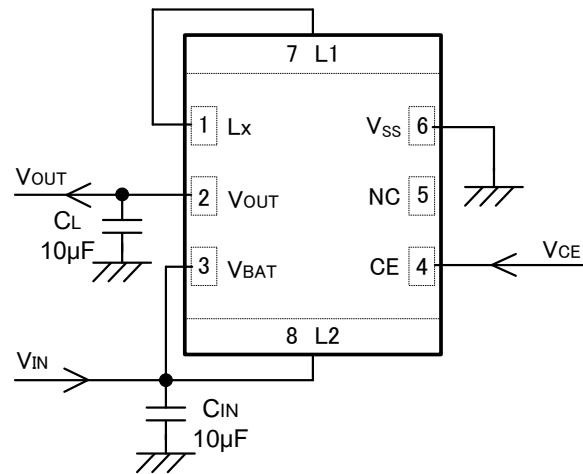 7 L1
1 Lx
VSS 6
VOUT
2 VOUT
NC 5
CL
10µF
3 VBAT
CE 4
VCE
8 L2
VIN
CIN
10µF